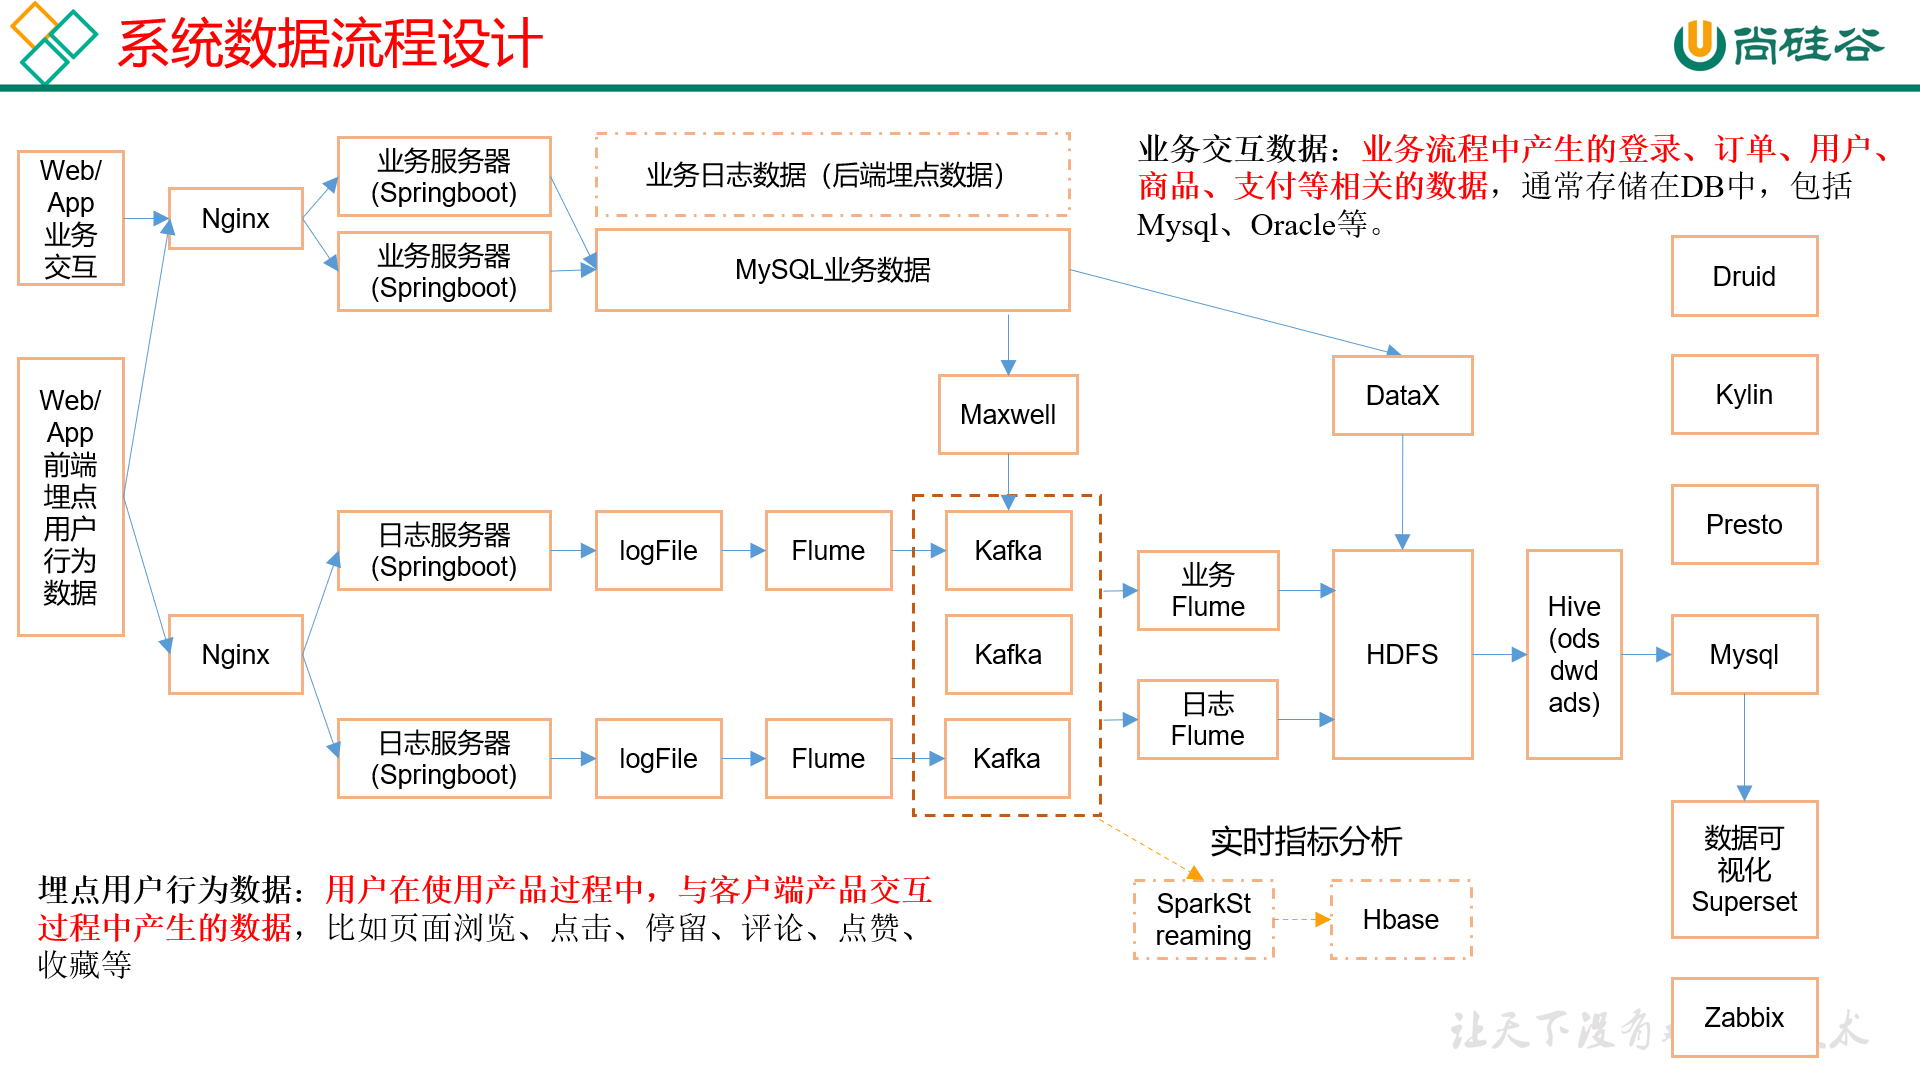 系统数据流程设计
尚硅谷
Web/
App
业务
交互
Nginx
业务服务器
(Springboot)
业务服务器
(Springboot)
业务日志数据（后端埋点数据）
MySQL业务数据
业务交互数据：业务流程中产生的登录、订单、用户、
商品、支付等相关的数据，通常存储在DB中，包括
Mysql、Oracle等。
Web/
App
前端
埋点
用户
行为
数据
Nginx
Maxwell
DataX
日志服务器
(Springboot)
logFile
Flume
Kafka
Kafka
日志服务器
(Springboot)
logFile
Flume
Kafka
业务
Flume
日志
Flume
HDFS
Hive
(ods
dwd
ads)
Druid
Kylin
Presto
Mysql
数据可
视化
Superset
Zabbix
实时指标分析
SparkSt
reaming
Hbase
埋点用户行为数据：用户在使用产品过程中，与客户端产品交互
过程中产生的数据，比如页面浏览、点击、停留、评论、点赞、
收藏等
让天下没有
术